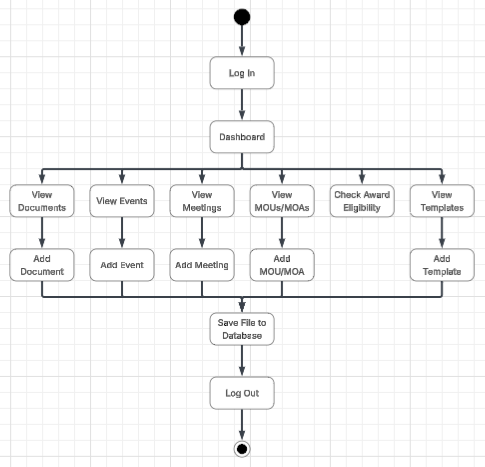 Log In
Dashboard
View
Documents
View Events
View
Meetings
View
MOUs/MOAs
Check Award
Eligibility
View
Templates
Add
Document
Add Event
Add Meeting
Add
MOU/MOA
Add
Template
Save File to
Database
Log Out